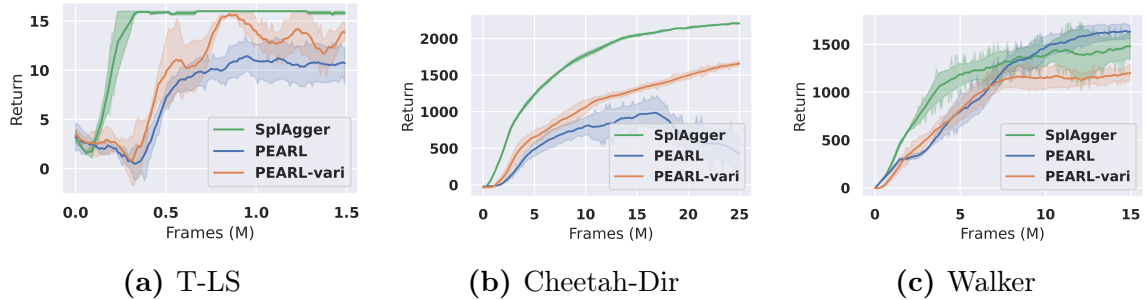 15
10
5
0
Return
0.0 0.5 1.0 1.5
Frames (M)
SplAgger
PEARL
PEARL-vari
(a) T-LS
2000
1500
1000
500
0
Return
0 5 10 15 20 25
Frames (M)
SplAgger
PEARL
PEARL-vari
(b) Cheetah-Dir
1500
1000
500
0
Return
0 5 10 15
Frames (M)
SplAgger
PEARL
PEARL-vari
(c) Walker